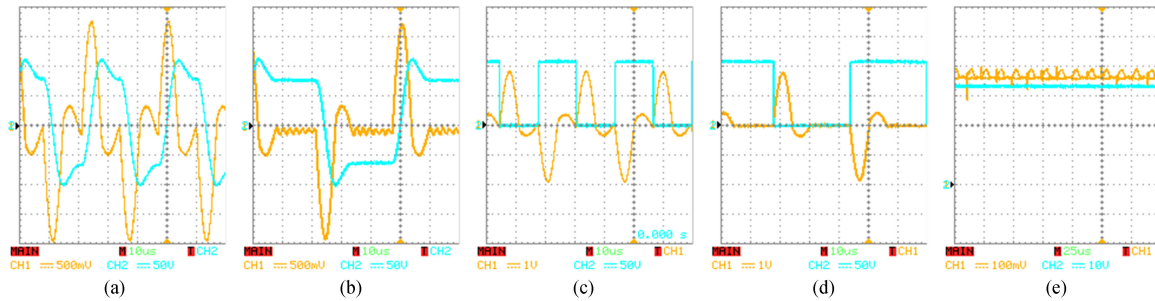 0.000 s
MAIN M 10us T CH2
CH1 500mV CH2 50V
MAIN M 10us T CH2
CH1 500mV CH2 50V
MAIN M 10us T CH1
CH1 1V CH2 50V
MAIN M 10us T CH1
CH1 1V CH2 50V
MAIN M 25us T CH1
CH1 100mV CH2 10V
(a) (b) (c) (d) (e)